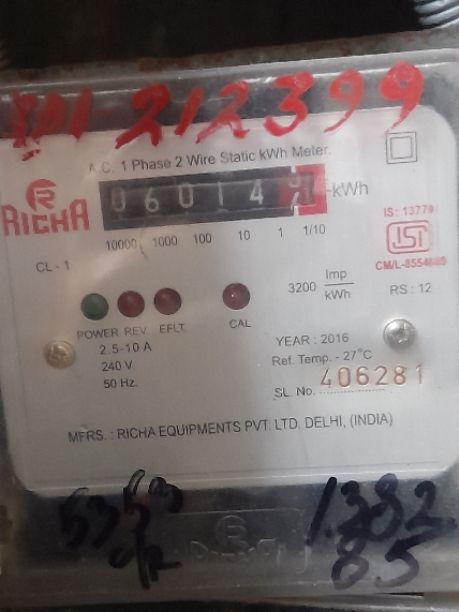 212399
A.C. 1 Phase 2 Wire Static kWh Meter.
RICHA
06014 kWh
10000 1000 100 10 1 1/10
IS: 13779
ISI
CM/L-8554689
CL - 1
3200 Imp
kWh
RS : 12
POWER REV. EFLT. CAL
2.5-10 A
240 V.
50 Hz.
YEAR : 2016
Ref. Temp. - 27°C
SL. No. 406281
MFRS. : RICHA EQUIPMENTS PVT. LTD. DELHI, (INDIA)
1382
85